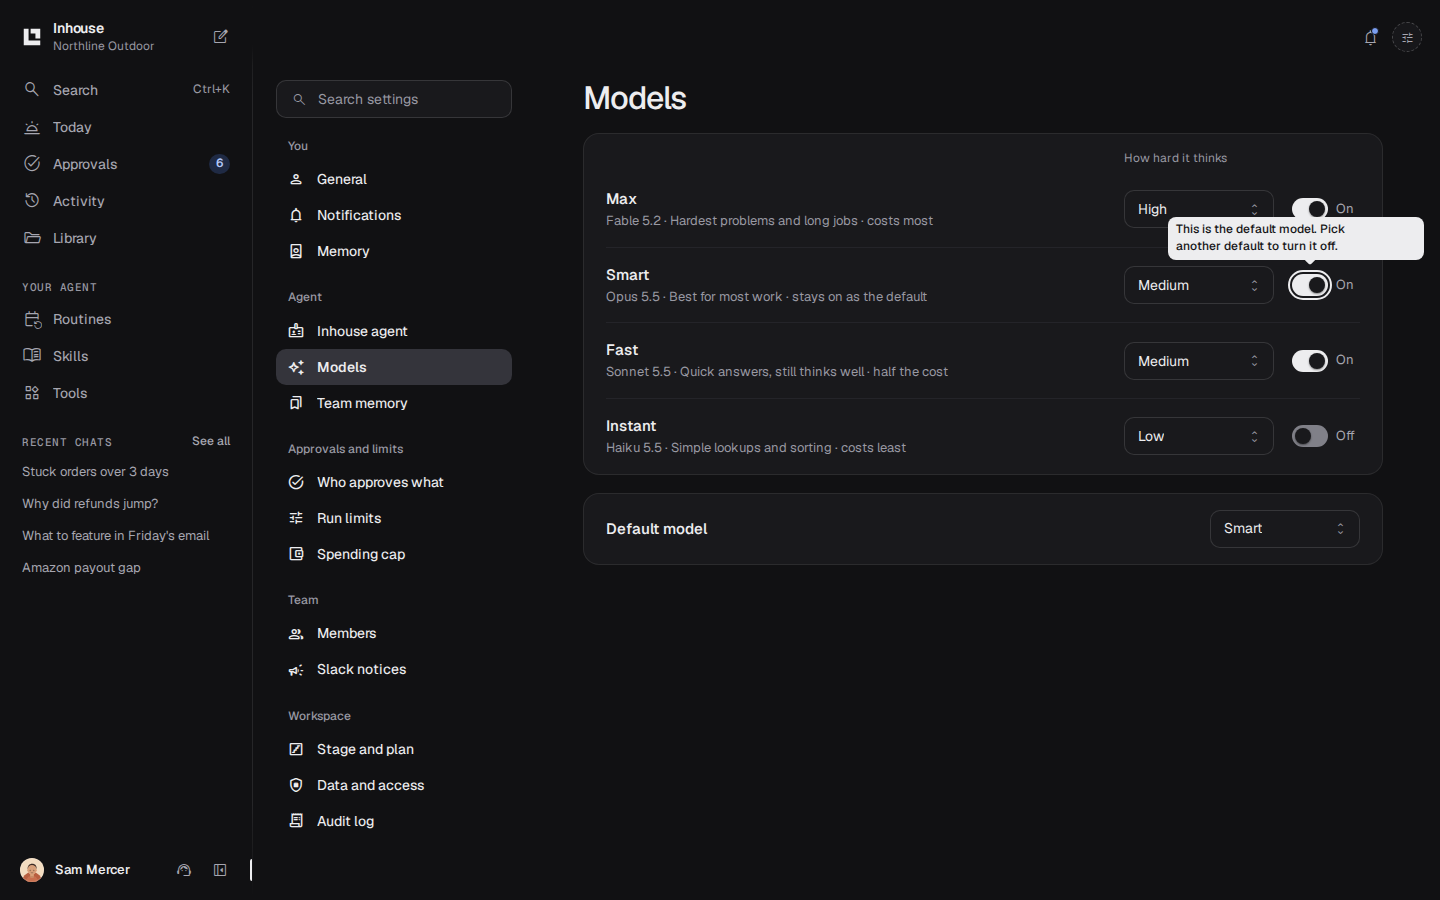 Inhouse
Northline Outdoor
Search Ctrl+K
Today
Approvals 6
Activity
Library
YOUR AGENT
Routines
Skills
Tools
RECENT CHATS See all
Stuck orders over 3 days
Why did refunds jump?
What to feature in Friday's email
Amazon payout gap
Sam Mercer
Search settings
You
General
Notifications
Memory
Agent
Inhouse agent
Models
Team memory
Approvals and limits
Who approves what
Run limits
Spending cap
Team
Members
Slack notices
Workspace
Stage and plan
Data and access
Audit log
Models
How hard it thinks
Max
Fable 5.2 · Hardest problems and long jobs · costs most
High On
This is the default model. Pick
another default to turn it off.
Smart
Opus 5.5 · Best for most work · stays on as the default
Medium On
Fast
Sonnet 5.5 · Quick answers, still thinks well · half the cost
Medium On
Instant
Haiku 5.5 · Simple lookups and sorting · costs least
Low Off
Default model Smart